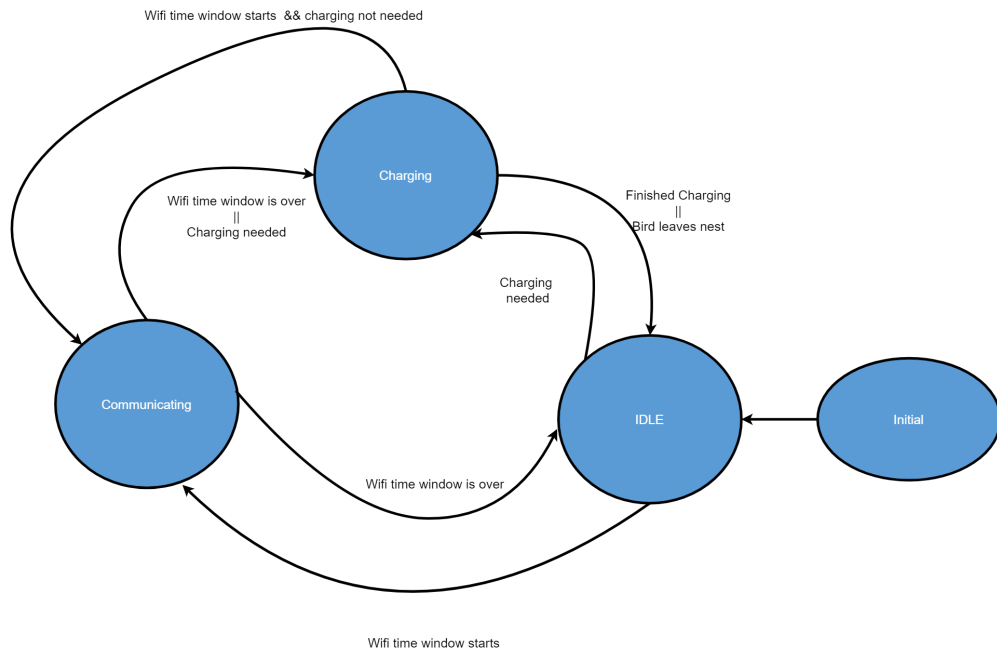 Wifi time window starts  && charging not needed
Charging
Wifi time window is over
||
Charging needed
Finished Charging
||
Bird leaves nest
Charging
needed
Communicating
IDLE
Initial
Wifi time window is over
Wifi time window starts